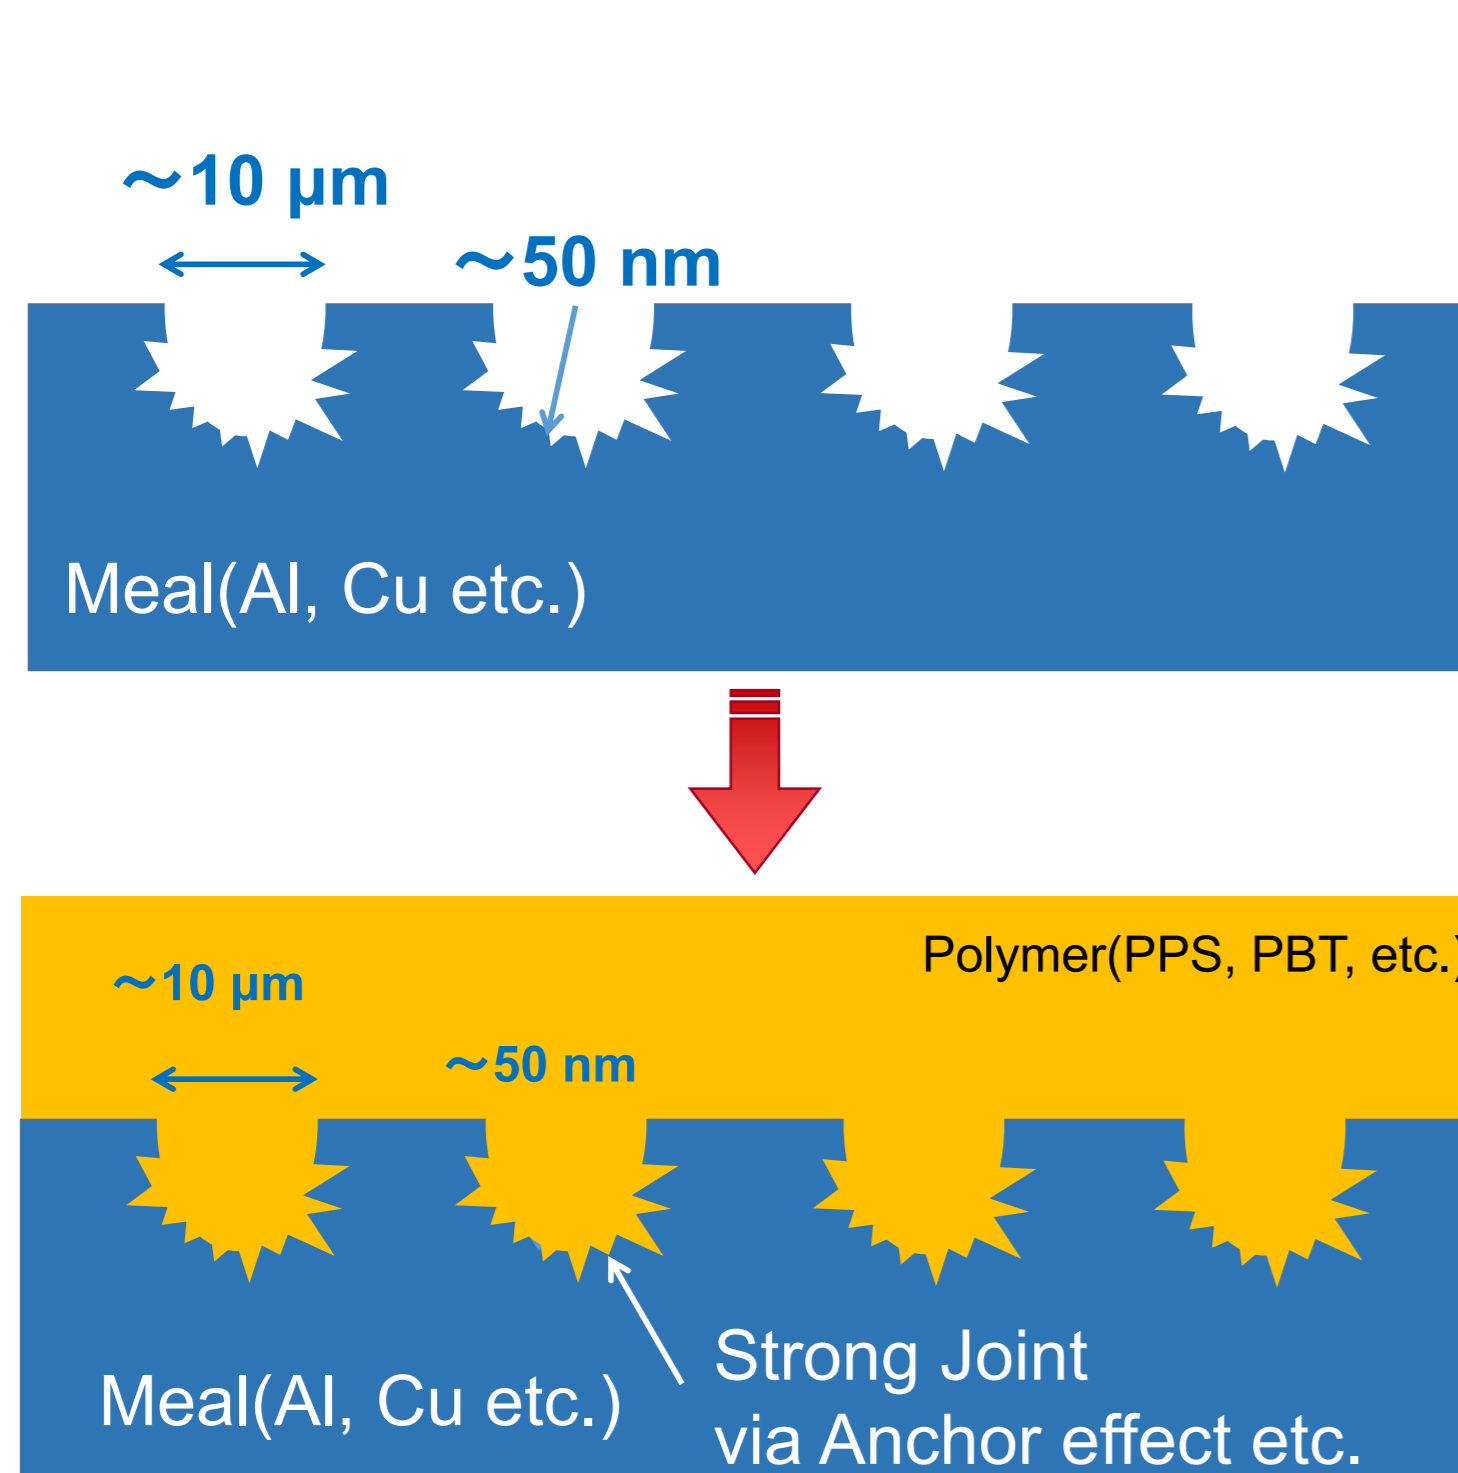 ～10 μm
～50 nm
Meal(Al, Cu etc.)
Polymer(PPS, PBT, etc.)
～10 μm
～50 nm
Strong Joint
via Anchor effect etc.
Meal(Al, Cu etc.)